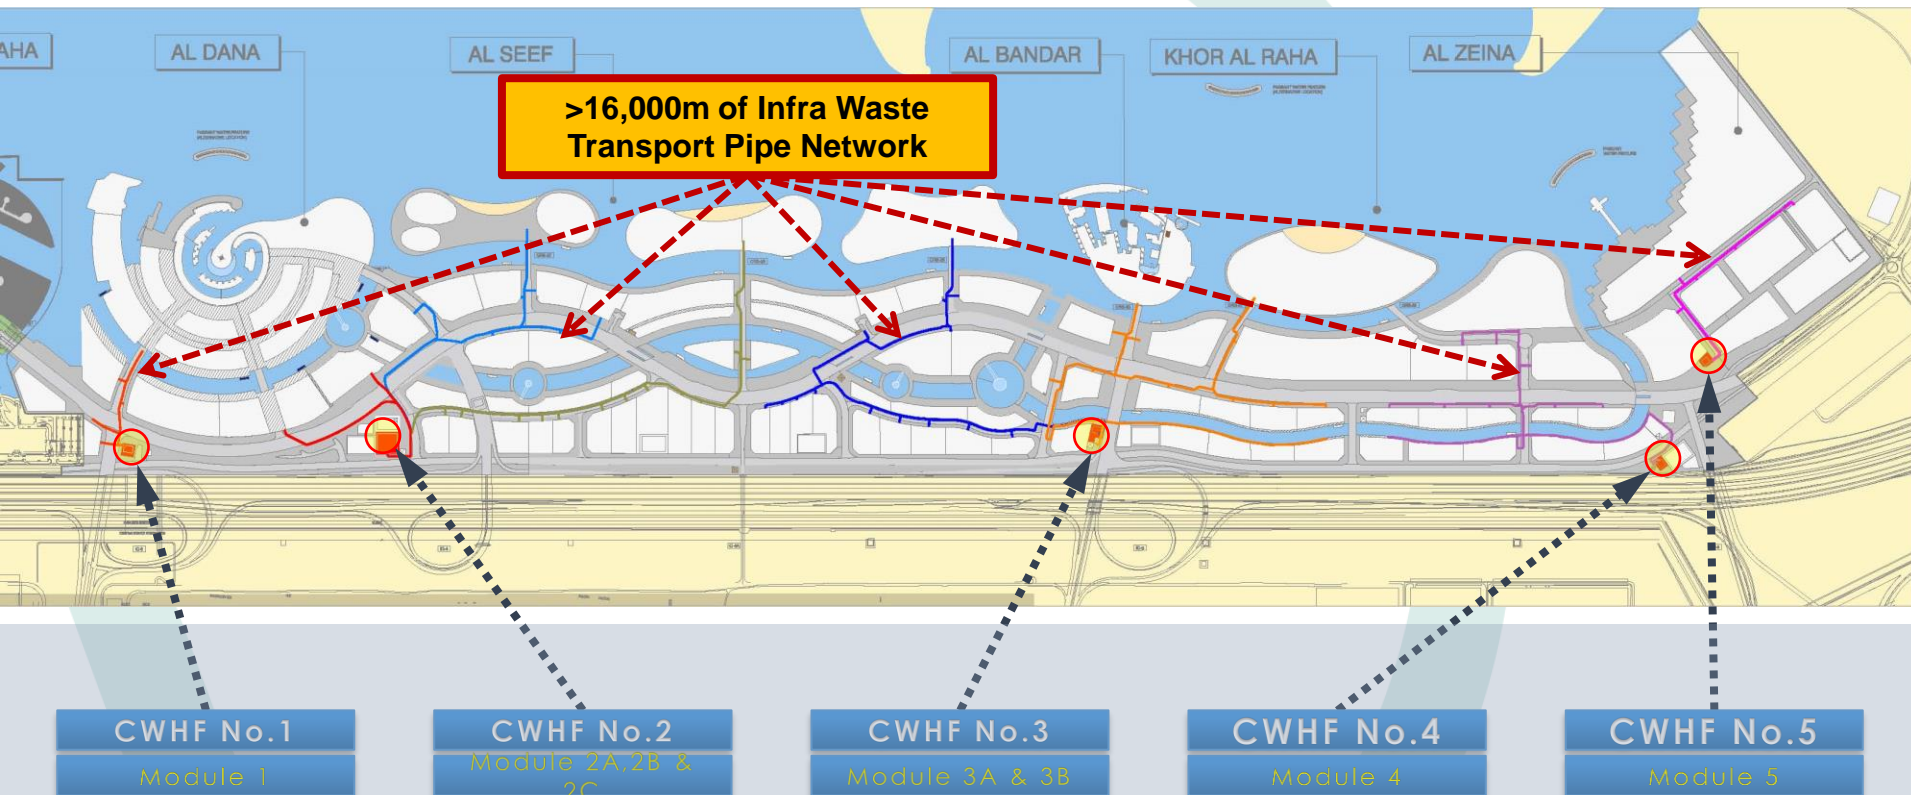 AHA
AL DANA
AL SEEF
AL BANDAR
KHOR AL RAHA
AL ZEINA
>16,000m of Infra Waste
Transport Pipe Network
CWHF No.1
Module 1
CWHF No.2
Module 2A,2B &
2C
CWHF No.3
Module 3A & 3B
CWHF No.4
Module 4
CWHF No.5
Module 5